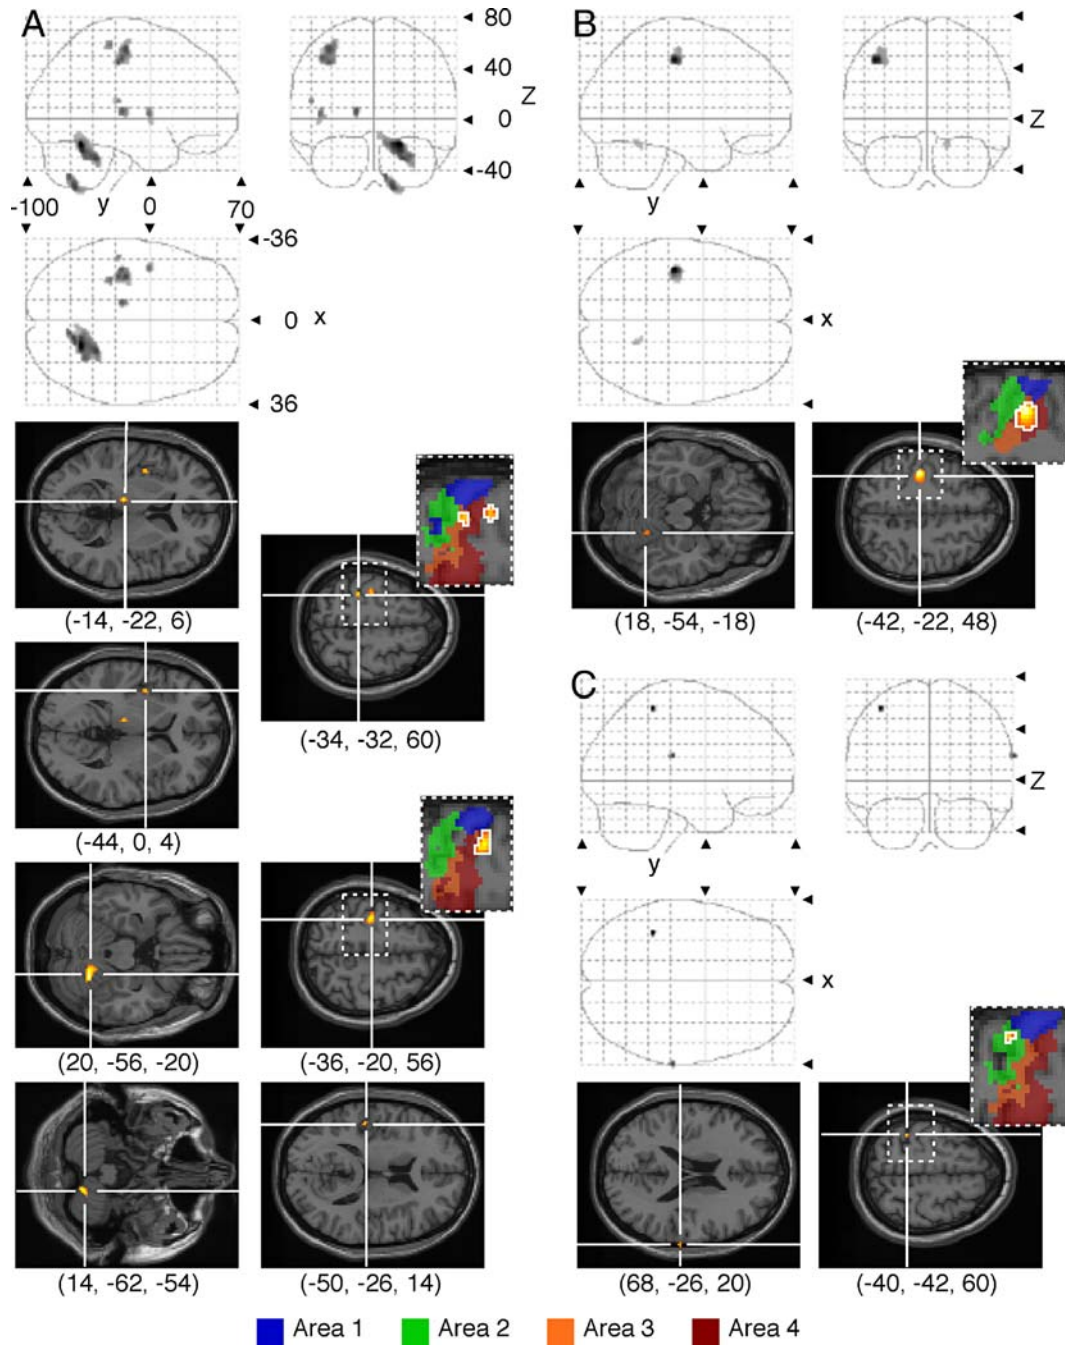 A
80
40
Z
0
-40
-100 y 0 70
-36
0 x
36
(-14, -22, 6)
(-34, -32, 60)
(-44, 0, 4)
(20, -56, -20)
(-36, -20, 56)
(14, -62, -54)
(-50, -26, 14)
B
Z
y
x
(18, -54, -18)
(-42, -22, 48)
C
Z
y
x
(68, -26, 20)
(-40, -42, 60)
Area 1 Area 2 Area 3 Area 4